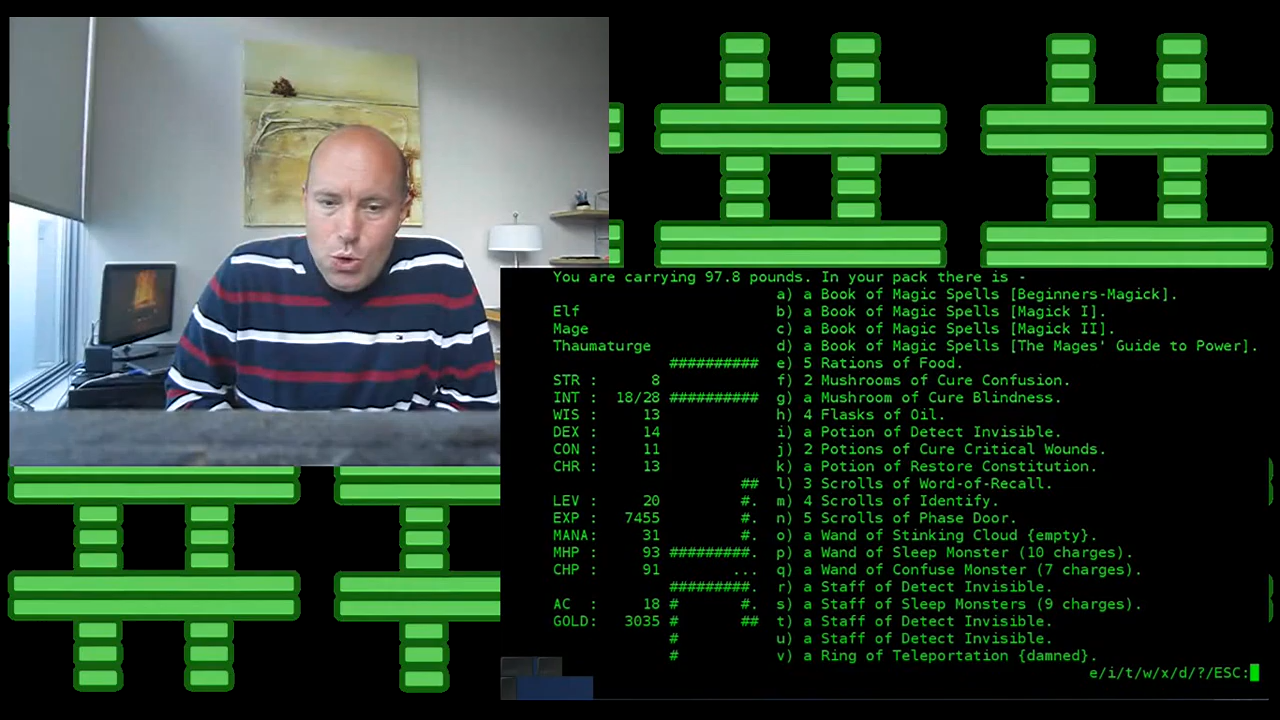 You are carrying 97.8 pounds. In your pack there is -
a) a Book of Magic Spells [Beginners-Magick].
Elf b) a Book of Magic Spells [Magick I].
Mage c) a Book of Magic Spells [Magick II].
Thaumaturge d) a Book of Magic Spells [The Mages' Guide to Power].
########## e) 5 Rations of Food.
STR : 8 f) 2 Mushrooms of Cure Confusion.
INT : 18/28 ########## g) a Mushroom of Cure Blindness.
WIS : 13 h) 4 Flasks of Oil.
DEX : 14 i) a Potion of Detect Invisible.
CON : 11 j) 2 Potions of Cure Critical Wounds.
CHR : 13 k) a Potion of Restore Constitution.
## l) 3 Scrolls of Word-of-Recall.
LEV : 20 #. m) 4 Scrolls of Identify.
EXP : 7455 #. n) 5 Scrolls of Phase Door.
MANA: 31 #. o) a Wand of Stinking Cloud {empty}.
MHP : 93 #########. p) a Wand of Sleep Monster (10 charges).
CHP : 91 ... q) a Wand of Confuse Monster (7 charges).
#########. r) a Staff of Detect Invisible.
AC : 18 # #. s) a Staff of Sleep Monsters (9 charges).
GOLD: 3035 # ## t) a Staff of Detect Invisible.
# u) a Staff of Detect Invisible.
# v) a Ring of Teleportation {damned}.
e/i/t/w/x/d/?/ESC: